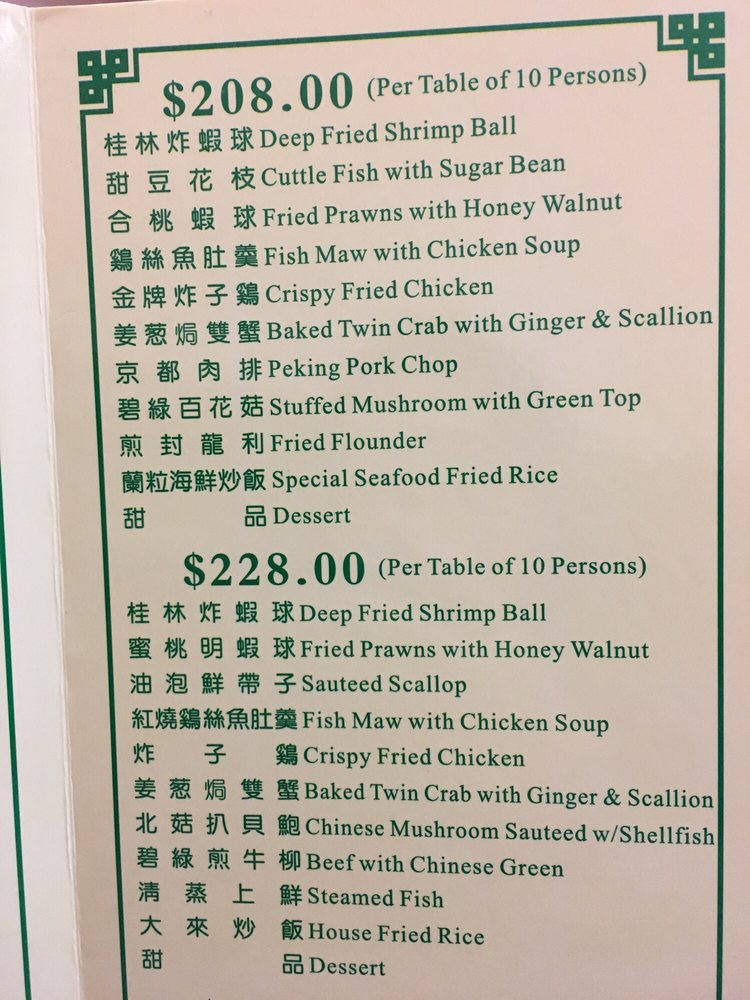 $208.00 (Per Table of 10 Persons)
桂林炸蝦球 Deep Fried Shrimp Ball
甜豆花枝 Cuttle Fish with Sugar Bean
合桃蝦球 Fried Prawns with Honey Walnut
鷄絲魚肚羹 Fish Maw with Chicken Soup
金牌炸子鷄 Crispy Fried Chicken
姜葱焗雙蟹 Baked Twin Crab with Ginger & Scallion
京都肉排 Peking Pork Chop
碧綠百花菇 Stuffed Mushroom with Green Top
煎封龍利 Fried Flounder
蘭粒海鮮炒飯 Special Seafood Fried Rice
甜品 Dessert
$228.00 (Per Table of 10 Persons)
桂林炸蝦球 Deep Fried Shrimp Ball
蜜桃明蝦球 Fried Prawns with Honey Walnut
油泡鮮帶子 Sauteed Scallop
紅燒鷄絲魚肚羹 Fish Maw with Chicken Soup
炸子鷄 Crispy Fried Chicken
姜葱焗雙蟹 Baked Twin Crab with Ginger & Scallion
北菇扒貝鮑 Chinese Mushroom Sauteed w/Shellfish
碧綠煎牛柳 Beef with Chinese Green
清蒸上鮮 Steamed Fish
大來炒飯 House Fried Rice
甜品 Dessert